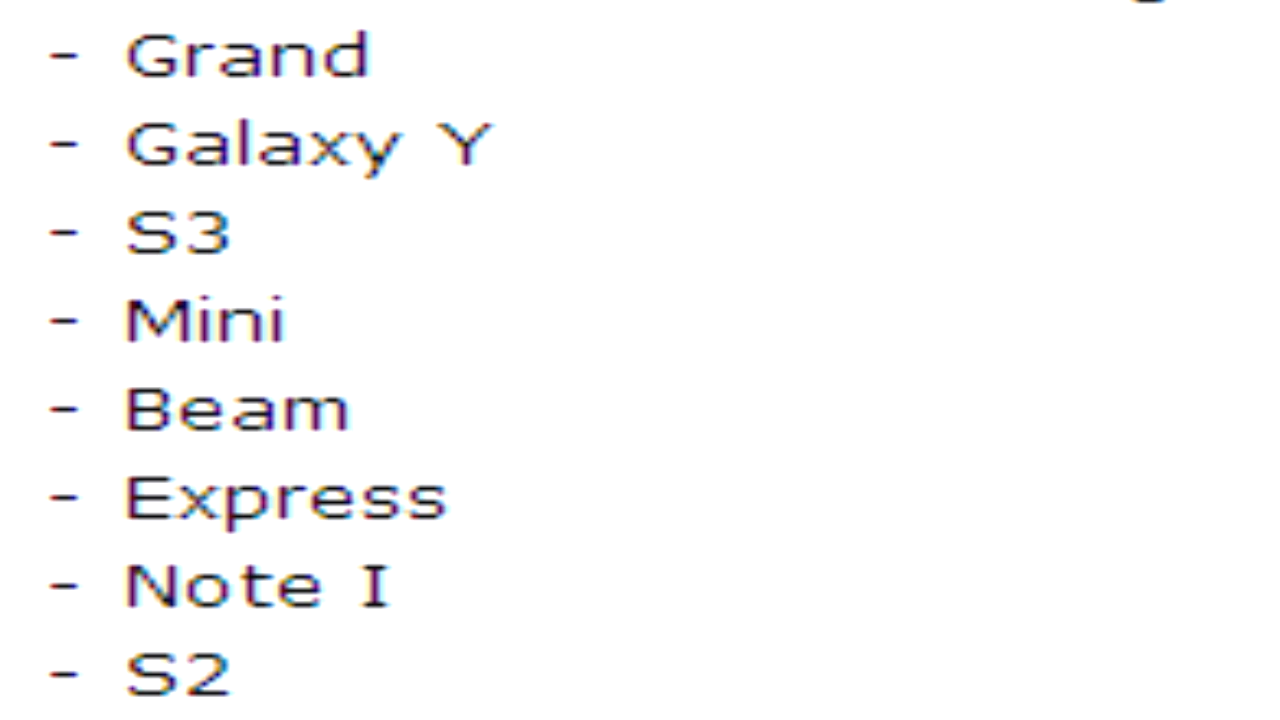 - Grand
- Galaxy Y
- S3
- Mini
- Beam
- Express
- Note I
- S2